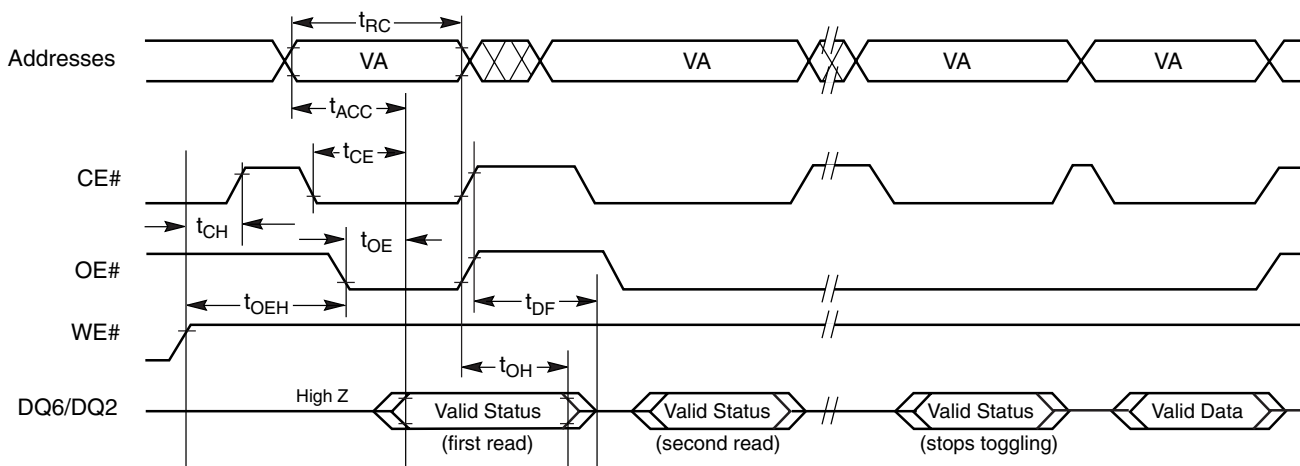 tRC
Addresses VA VA VA VA
tACC
tCE
CE#
tCH
tOE
OE#
tOEH tDF
WE#
tOH
High Z
DQ6/DQ2 Valid Status Valid Status Valid Status Valid Data
(first read) (second read) (stops toggling)